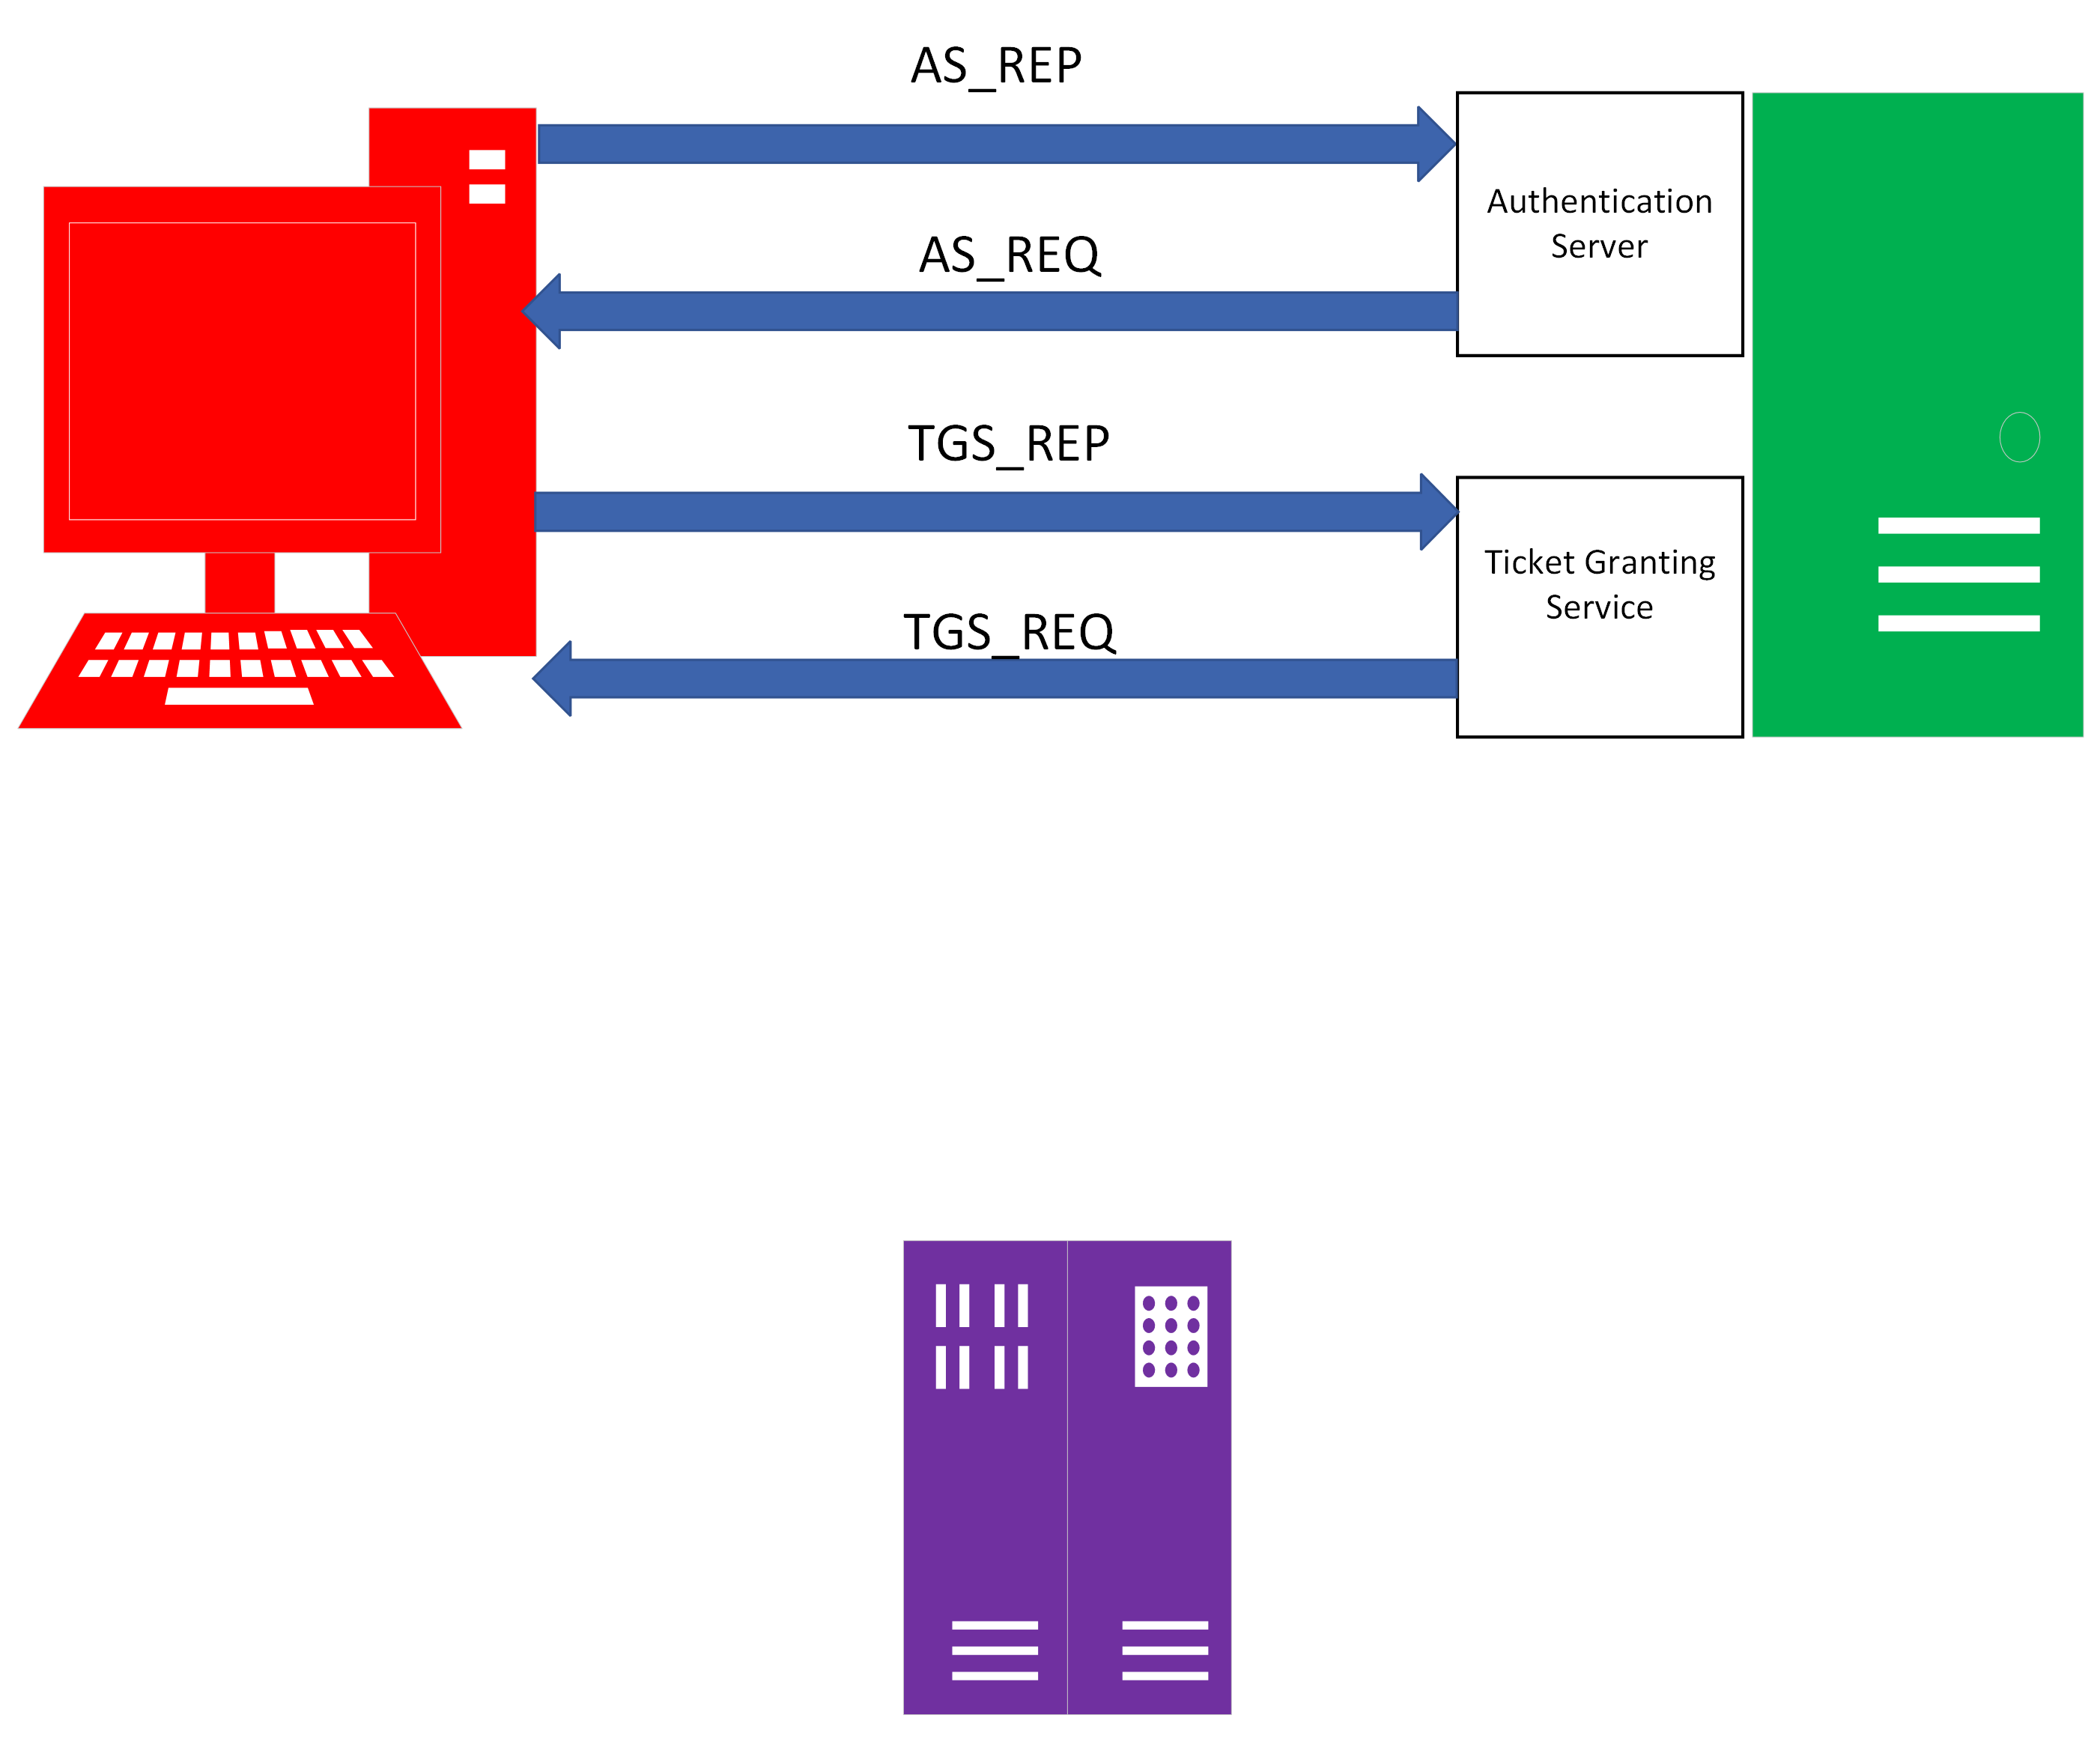 AS_REP
Authentication
Server
AS_REQ
TGS_REP
Ticket Granting
Service
TGS_REQ